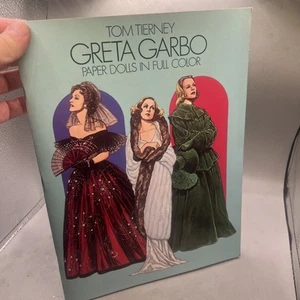 TOM TIERNEY
GRETA GARBO
PAPER DOLLS IN FULL COLOR